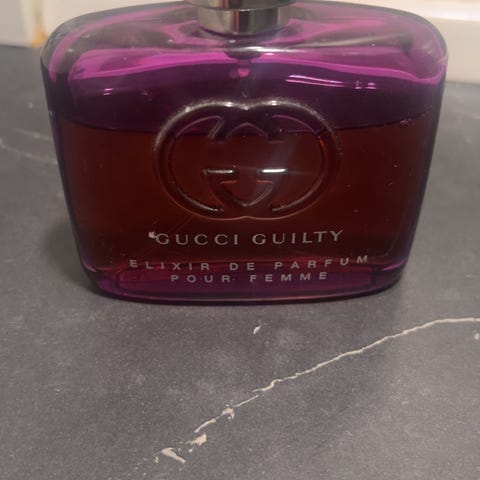 GUCCI GUILTY
ELIXIR DE PARFUM
POUR FEMME